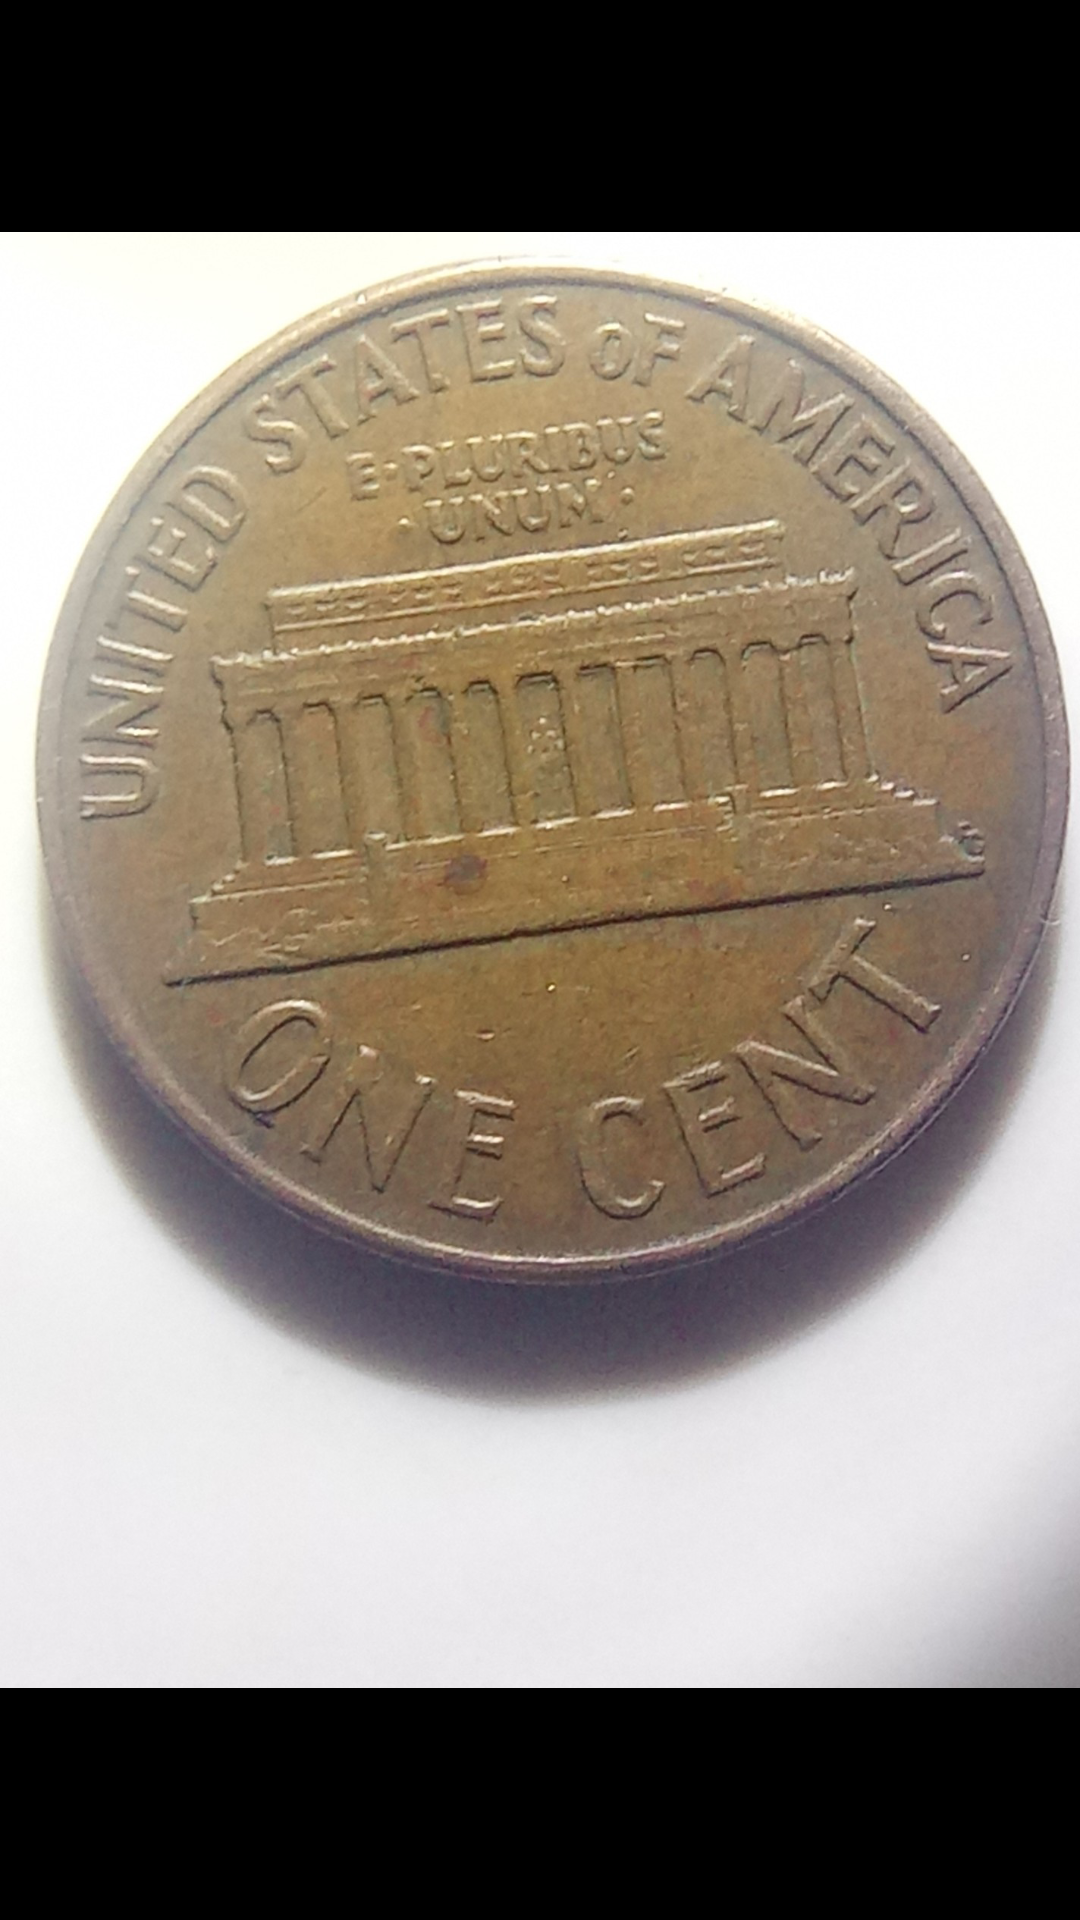 UNITED STATES OF AMERICA
E·PLURIBUS
·UNUM·
ONE CENT